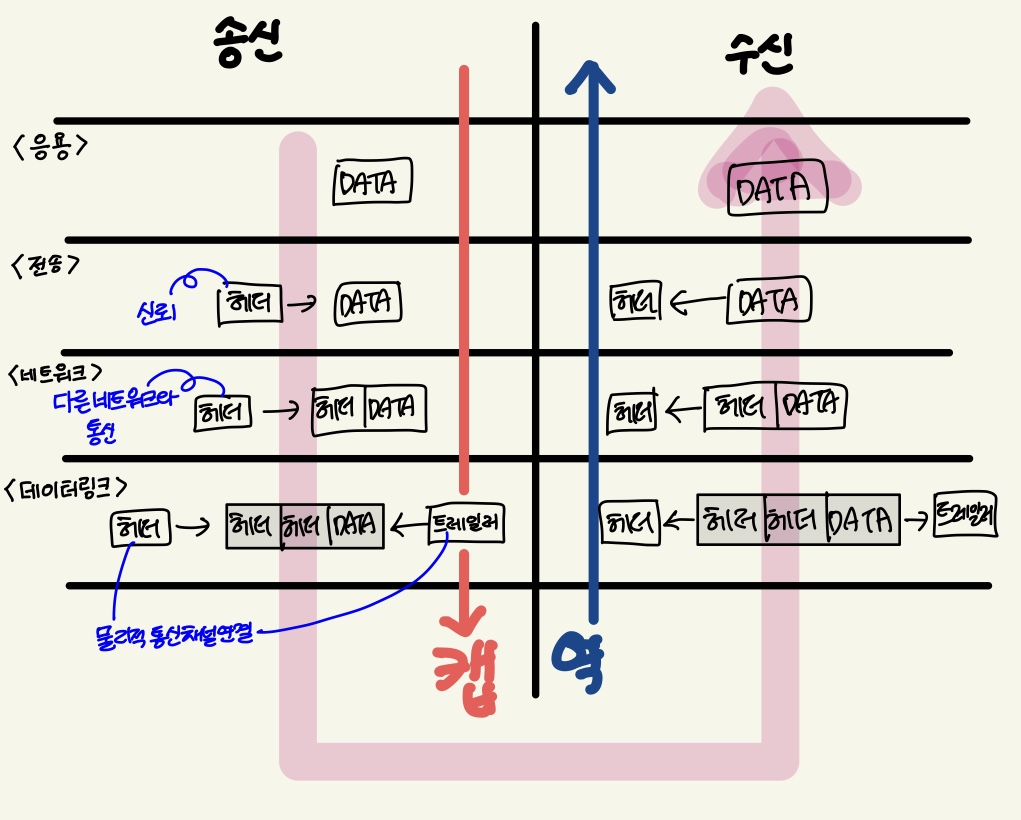 송신
수신
<응용>
DATA
DATA
<전송>
신뢰
헤더
DATA
헤더
DATA
<네트워크>
다른네트워크와
통신
헤더
헤더 DATA
헤더
헤더 DATA
<데이터링크>
헤더
헤더 헤더 DATA
트레일러
헤더
헤더 헤더 DATA
트레일러
물리적 통신채널연결
캡
역